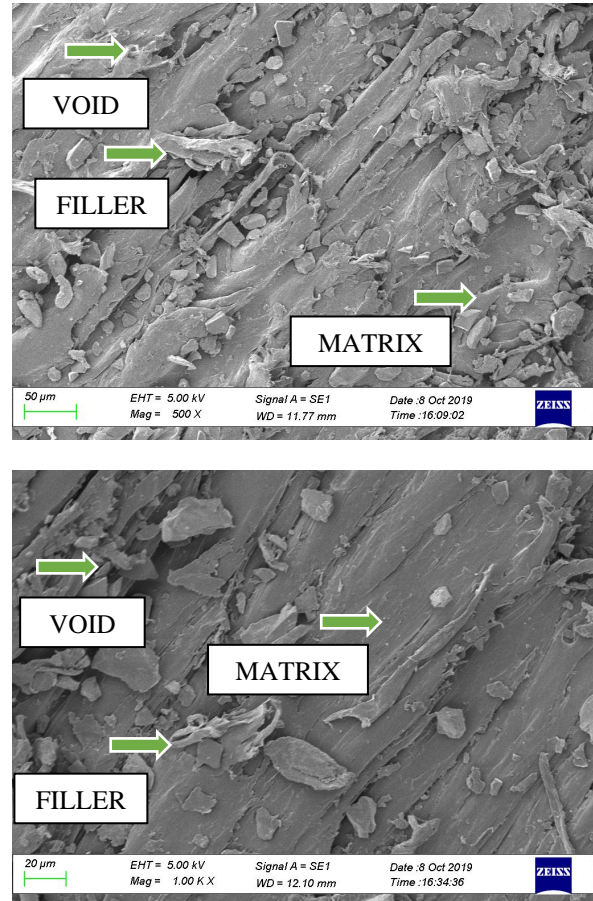 VOID
FILLER
MATRIX
50 µm
EHT = 5.00 kV
Signal A = SE1
Date :8 Oct 2019
ZEISS
Mag = 500 X
WD = 11.77 mm
Time :16:09:02
VOID
MATRIX
FILLER
20 µm
EHT = 5.00 kV
Signal A = SE1
Date :8 Oct 2019
ZEISS
Mag = 1.00 K X
WD = 12.10 mm
Time :16:34:36